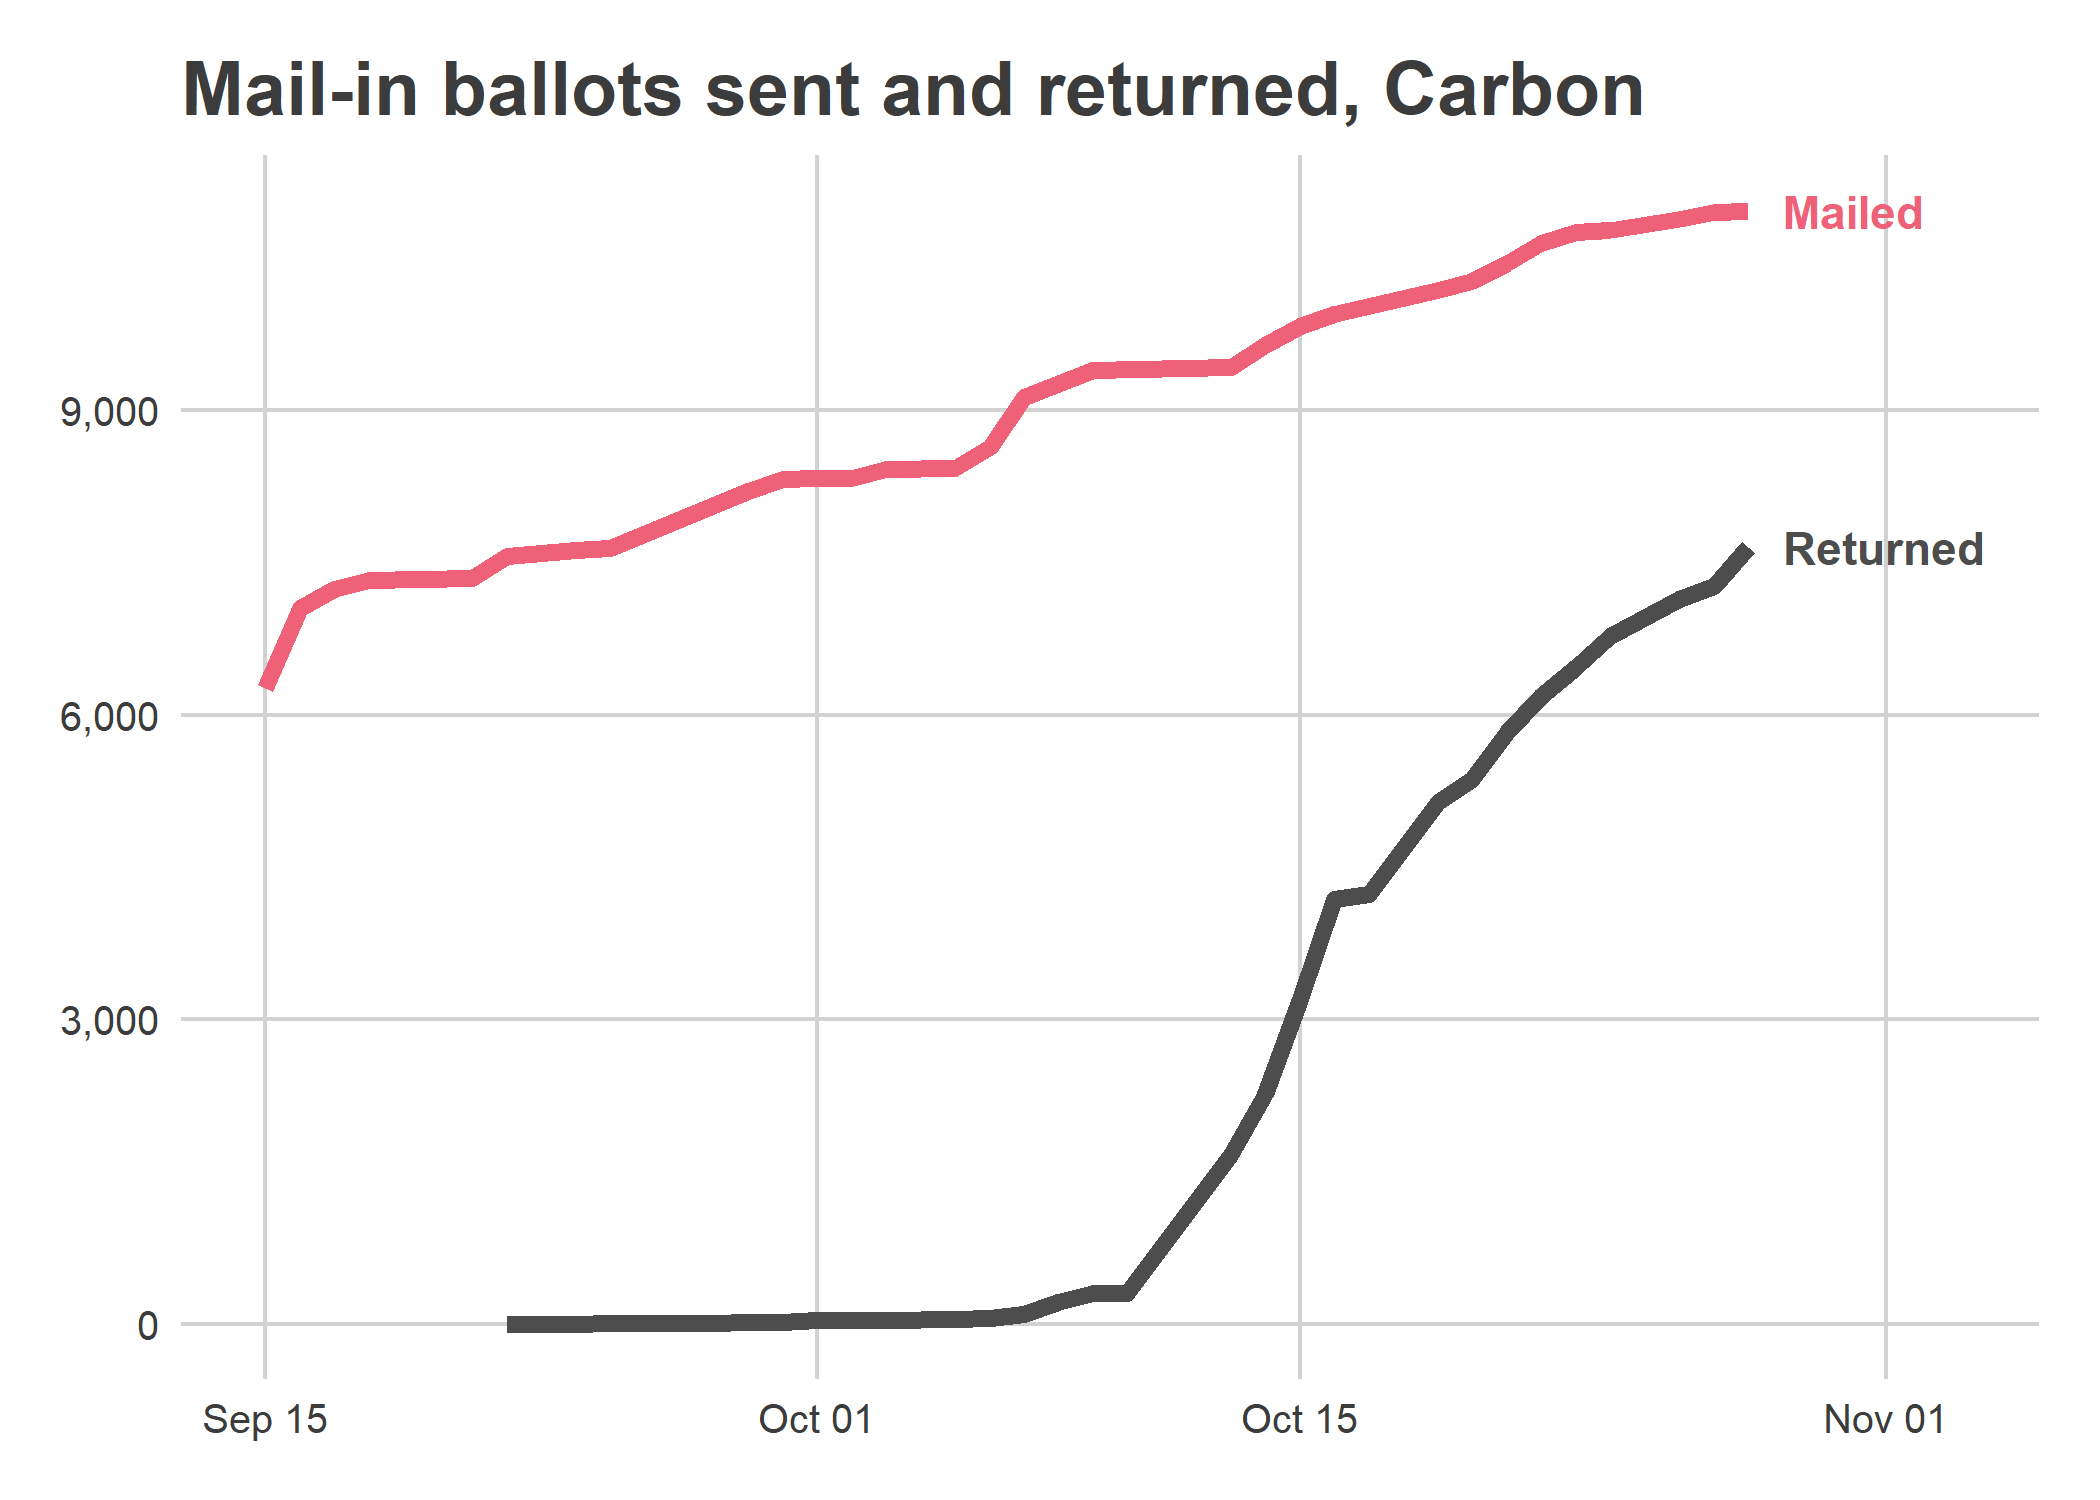 Mail-in ballots sent and returned, Carbon
Mailed
9,000
Returned
6,000
3,000
0
Sep 15
Oct 01
Oct 15
Nov 01